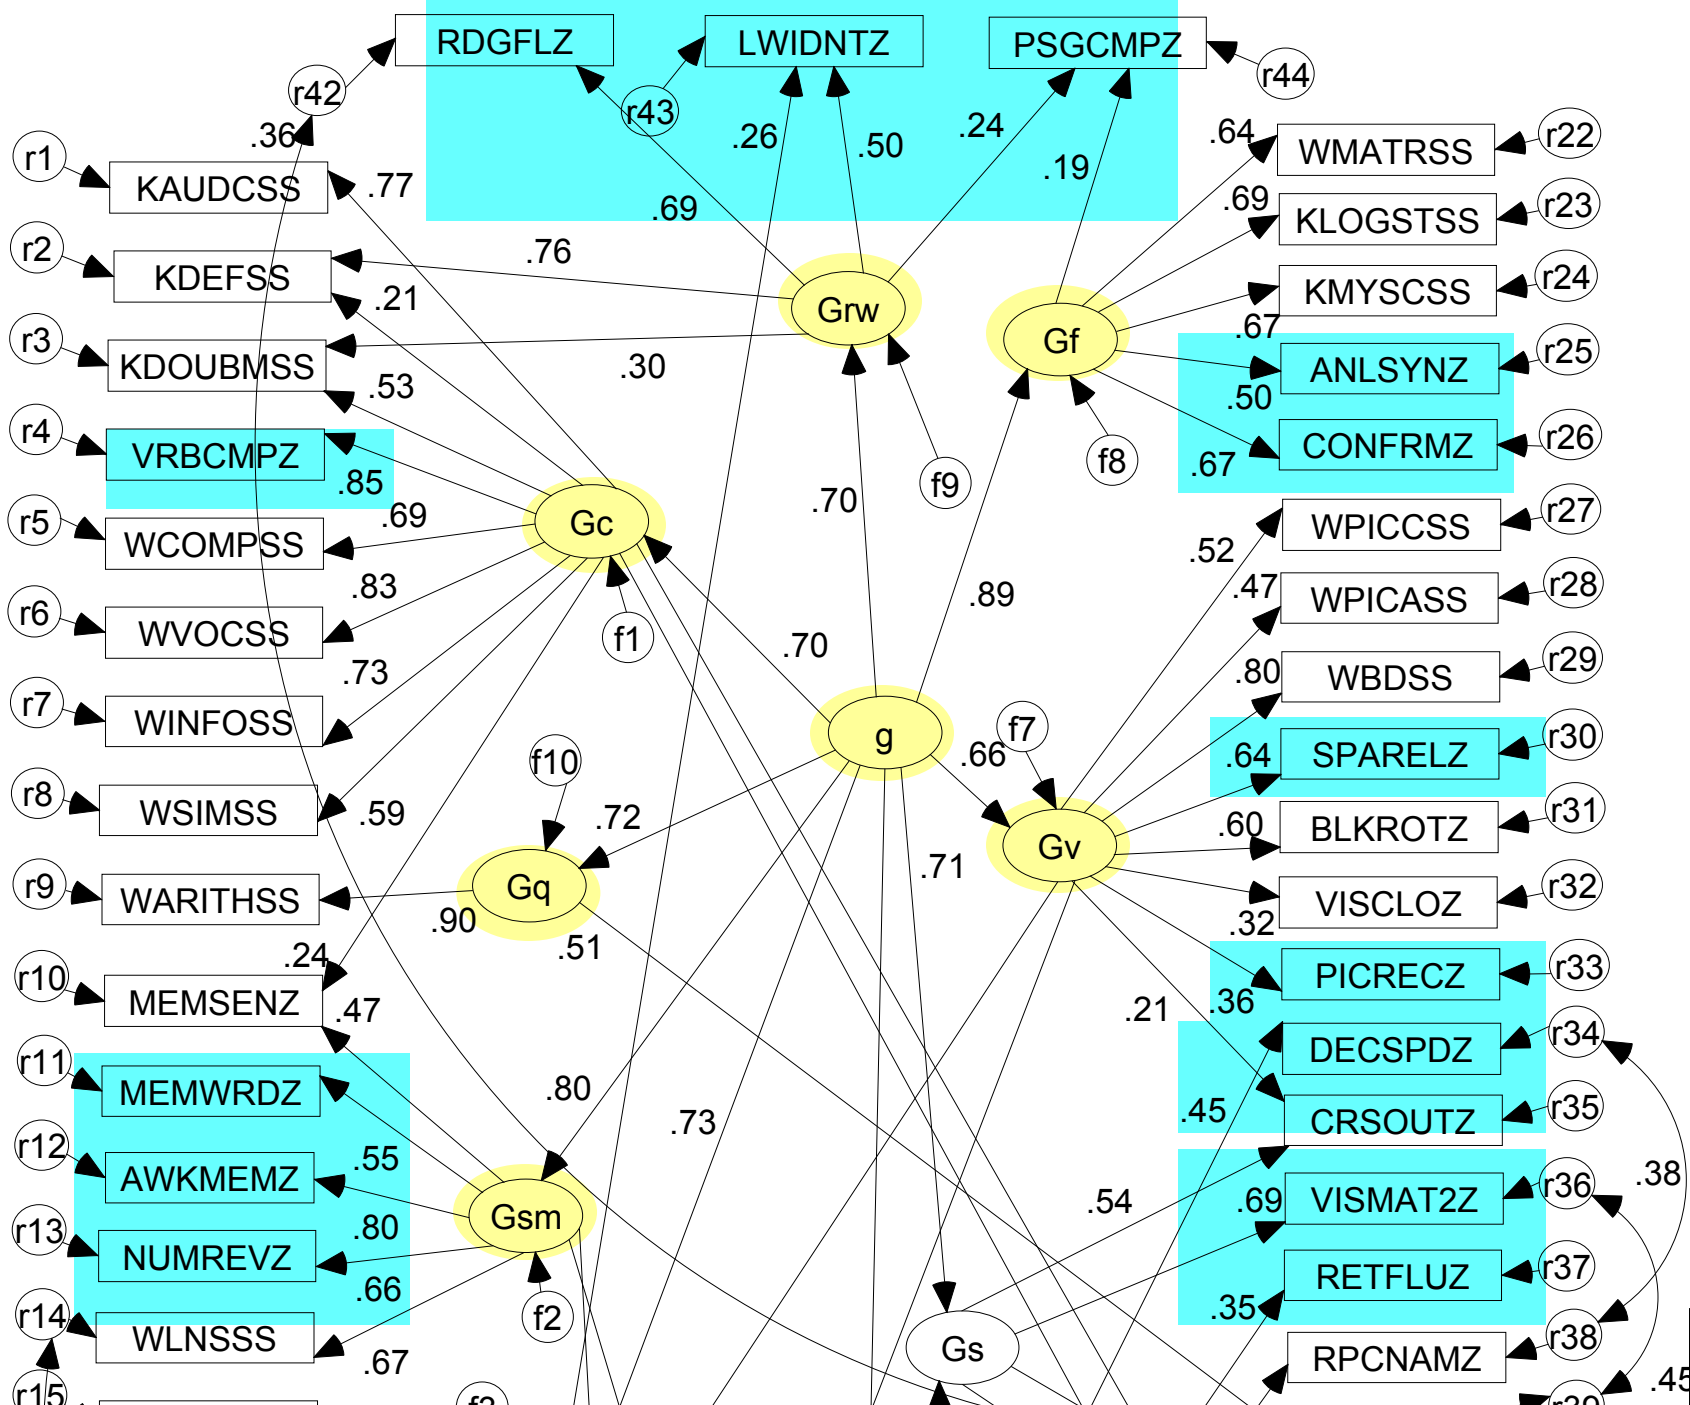 RDGFLZ
LWIDNTZ
PSGCMPZ
r42
r43
r44
.36
.26
.50
.24
.19
.64
r1
KAUDCSS
.77
.69
WMATRSS
r22
r2
KDEFSS
.76
.21
.69
KLOGSTSS
r23
r3
KDOUBMSS
.30
.53
Grw
Gf
KMYSCSS
r24
.67
ANLSYNZ
r25
.50
r4
VRBCMPZ
.85
CONFRMZ
r26
.67
f8
f9
.70
r5
WCOMPSS
.69
Gc
WPICCSS
r27
.52
r6
WVOCSS
.83
f1
.89
.47
WPICASS
r28
.70
r7
WINFOSS
.73
.80
WBDSS
r29
g
f7
.66
f10
.64
SPARELZ
r30
r8
WSIMSS
.59
.72
.60
BLKROTZ
r31
Gv
.71
r9
WARITHSS
.90
Gq
.51
VISCLOZ
r32
.32
r10
MEMSENZ
.24
.47
PICRECZ
r33
.36
.21
DECSPDZ
r34
r11
MEMWRDZ
.80
.73
.45
CRSOUTZ
r35
r12
AWKMEMZ
.55
.38
.54
.69
VISMAT2Z
r36
r13
NUMREVZ
.80
Gsm
RETFLUZ
r37
.66
.35
r14
WLNSSS
.67
f2
Gs
RPCNAMZ
r38
r15
f3
r39
.45